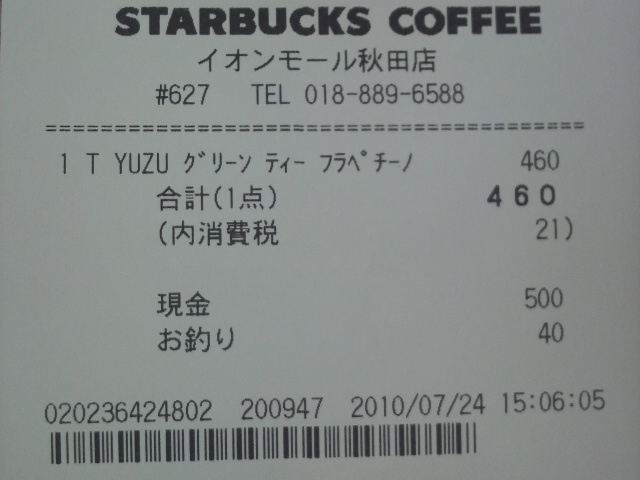 STARBUCKS COFFEE
イオンモール秋田店
#627 TEL 018-889-6588
========================================
1 T YUZU ｸﾞﾘｰﾝ ﾃｨｰ ﾌﾗﾍﾟﾁｰﾉ 460
合計(1点) 460
(内消費税 21)
現金 500
お釣り 40
020236424802 200947 2010/07/24 15:06:05